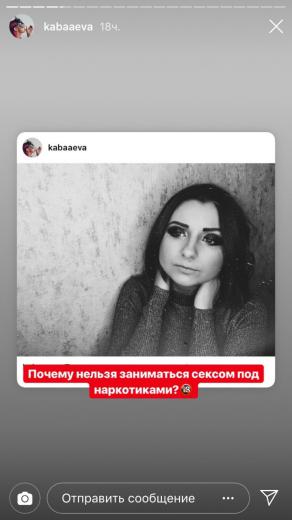 kabaaeva 18ч.
kabaaeva
Почему нельзя заниматься сексом под
наркотиками?🔞
Отправить сообщение